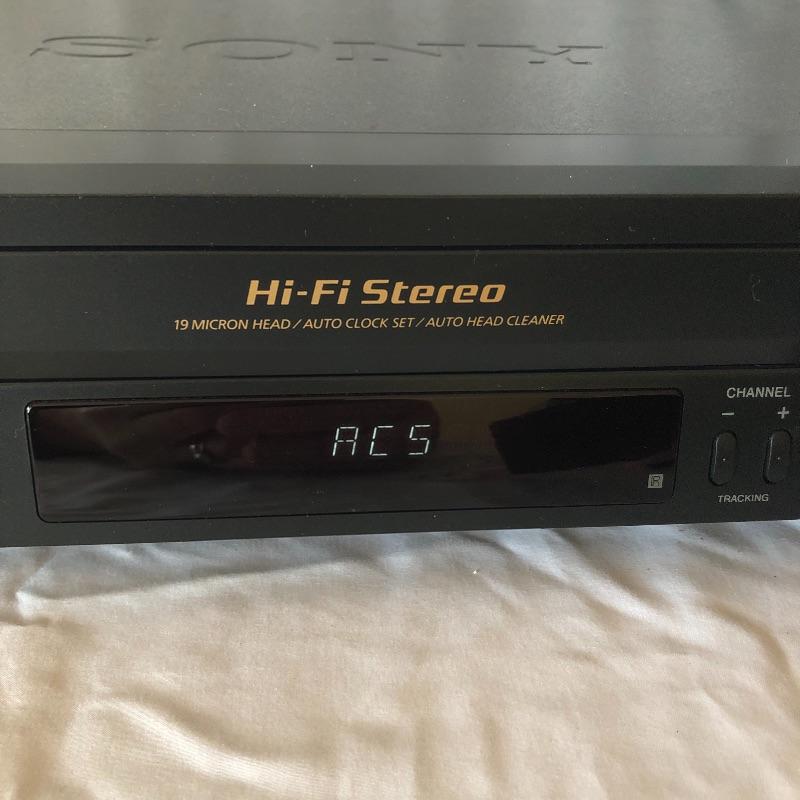 SONY
Hi-Fi Stereo
19 MICRON HEAD / AUTO CLOCK SET / AUTO HEAD CLEANER
ACS
R
CHANNEL
– +
TRACKING